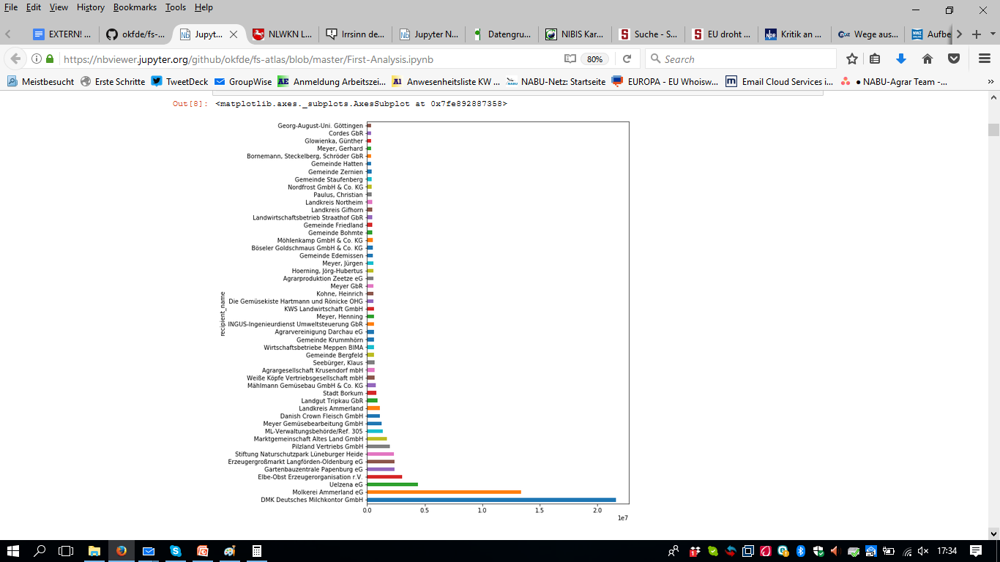 File Edit View History Bookmarks Tools Help
EXTERN! ... okfde/fs-... Jupyt... NLWKN L... Irrsinn de... Jupyter N... Datengru... NIBIS Kar... Suche - S... EU droht ... Kritik an ... Wege aus... Aufbe
https://nbviewer.jupyter.org/github/okfde/fs-atlas/blob/master/First-Analysis.ipynb 80% Search
Meistbesucht Erste Schritte TweetDeck GroupWise Anmeldung Arbeitszei... Anwesenheitsliste KW ... NABU-Netz: Startseite EUROPA - EU Whoisw... Email Cloud Services i... ● NABU-Agrar Team -...
Out[8]: <matplotlib.axes._subplots.AxesSubplot at 0x7fe892887358>
Georg-August-Uni. Göttingen
Cordes GbR
Glowienka, Günther
Meyer, Gerhard
Bornemann, Steckelberg, Schröder GbR
Gemeinde Hatten
Gemeinde Zernien
Gemeinde Staufenberg
Nordfrost GmbH & Co. KG
Paulus, Christian
Landkreis Northeim
Landkreis Gifhorn
Landwirtschaftsbetrieb Straathof GbR
Gemeinde Friedland
Gemeinde Bohmte
Möhlenkamp GmbH & Co. KG
Böseler Goldschmaus GmbH & Co. KG
Gemeinde Edemissen
Meyer, Jürgen
Hoerning, Jörg-Hubertus
Agrarproduktion Zeetze eG
Meyer GbR
Kohne, Heinrich
Die Gemüsekiste Hartmann und Rönicke OHG
KWS Landwirtschaft GmbH
Meyer, Henning
INGUS-Ingenieurdienst Umweltsteuerung GbR
Agrarvereinigung Darchau eG
Gemeinde Krummhörn
Wirtschaftsbetriebe Meppen BIMA
Gemeinde Bergfeld
Seebürger, Klaus
Agrargesellschaft Krusendorf mbH
Weiße Köpfe Vertriebsgesellschaft mbH
Mählmann Gemüsebau GmbH & Co. KG
Stadt Borkum
Landgut Tripkau GbR
Landkreis Ammerland
Danish Crown Fleisch GmbH
Meyer Gemüsebearbeitung GmbH
ML-Verwaltungsbehörde/Ref. 305
Marktgemeinschaft Altes Land GmbH
Pilzland Vertriebs GmbH
Stiftung Naturschutzpark Lüneburger Heide
Erzeugergroßmarkt Langförden-Oldenburg eG
Gartenbauzentrale Papenburg eG
Elbe-Obst Erzeugerorganisation r.V.
Uelzena eG
Molkerei Ammerland eG
DMK Deutsches Milchkontor GmbH
recipient_name
0.0 0.5 1.0 1.5 2.0
1e7
17:34